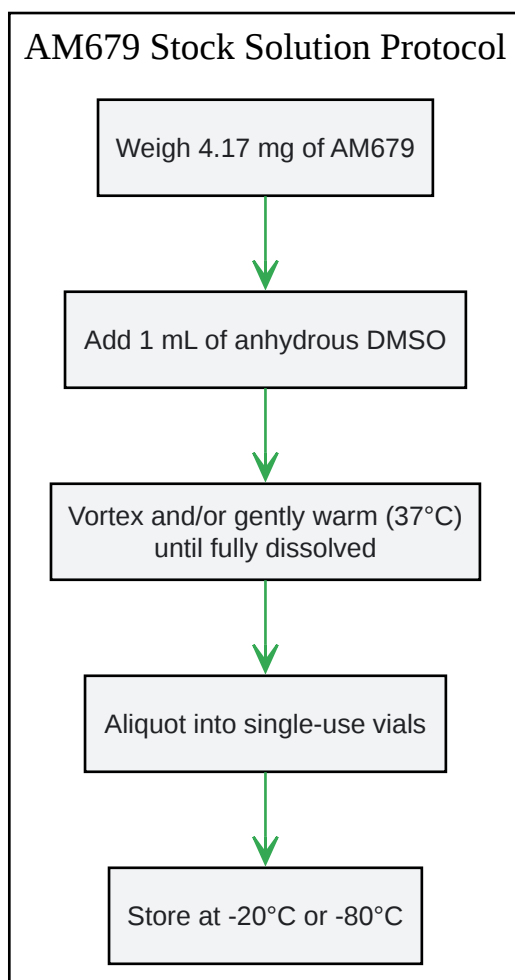 AM679 Stock Solution Protocol
Weigh 4.17 mg of AM679
Add 1 mL of anhydrous DMSO
Vortex and/or gently warm (37°C)
until fully dissolved
Aliquot into single-use vials
Store at -20°C or -80°C